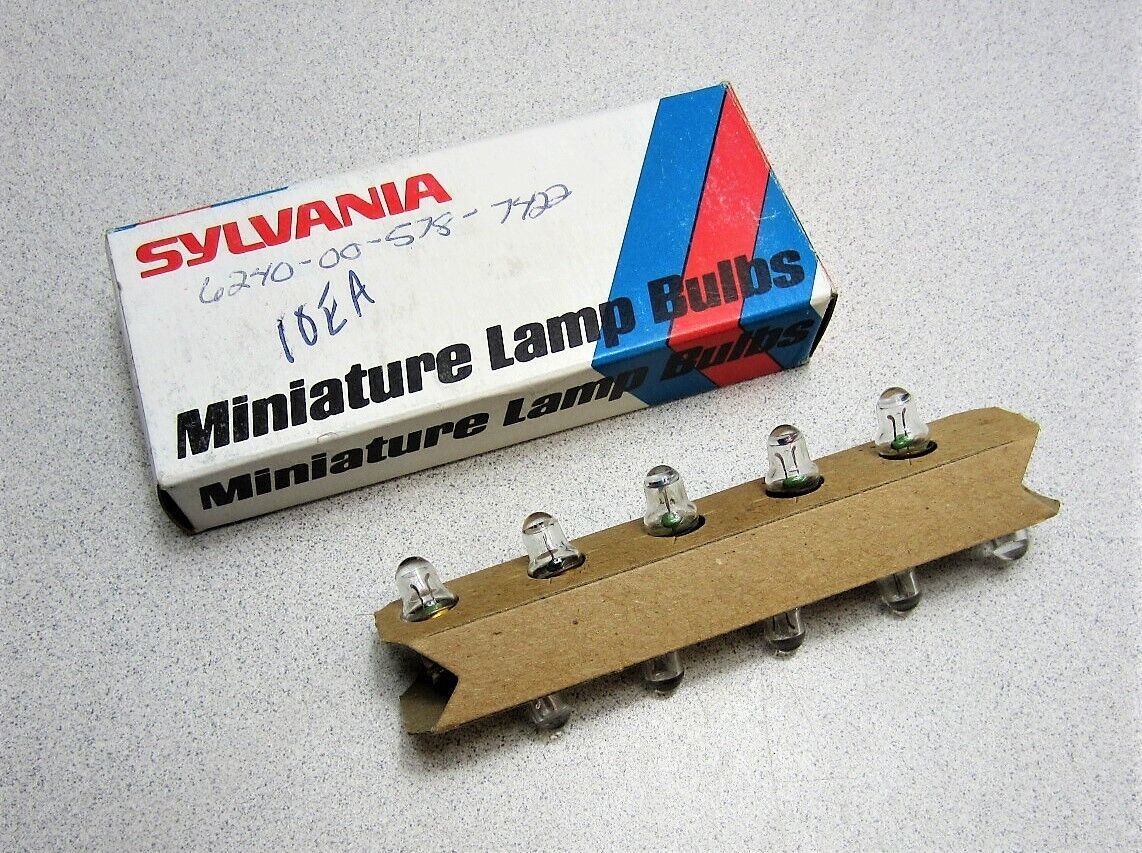 SYLVANIA
6240-00-578-7422
10EA
Miniature Lamp Bulbs
Miniature Lamp Bulbs